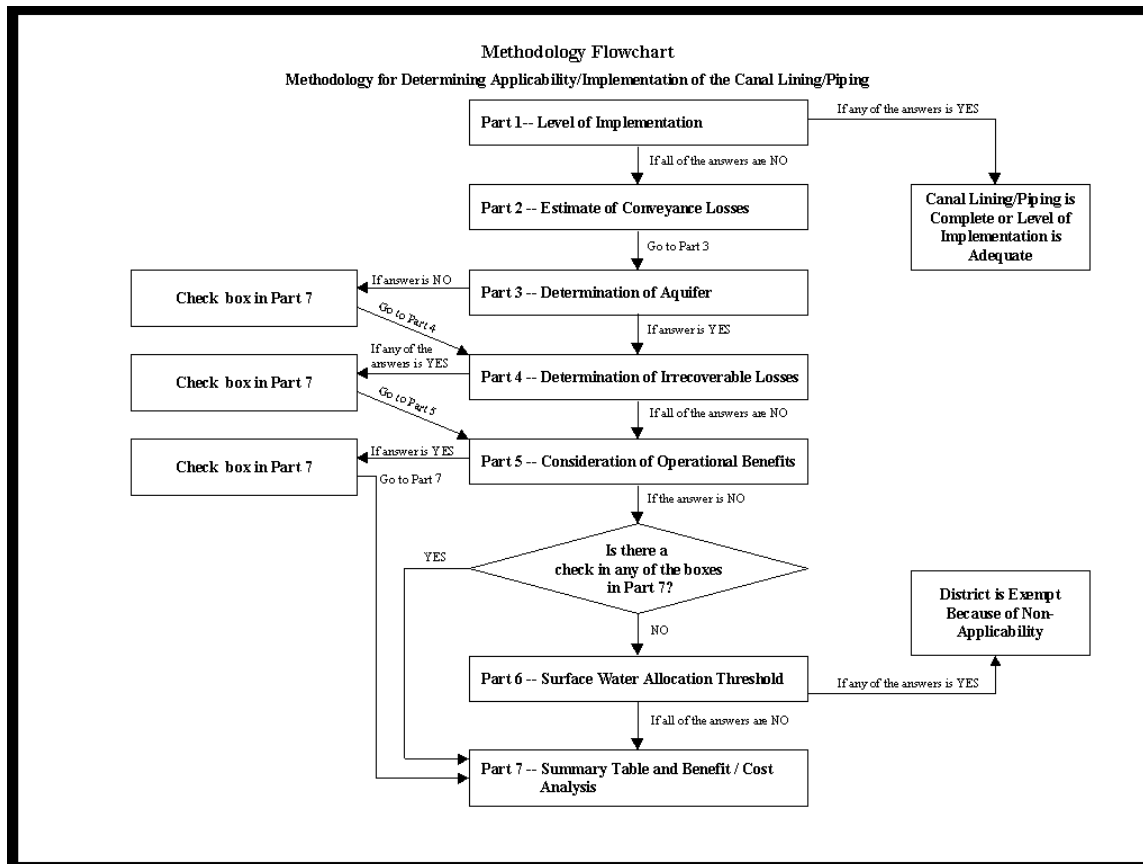 Methodology Flowchart
Methodology for Determining Applicability/Implementation of the Canal Lining/Piping
Part 1-- Level of Implementation
If any of the answers is YES
If all of the answers are NO
Canal Lining/Piping is
Complete or Level of
Implementation is
Adequate
Part 2 -- Estimate of Conveyance Losses
Go to Part 3
Check box in Part 7
If answer is NO
Part 3 -- Determination of Aquifer
Go to Part 4
If answer is YES
If any of the
answers is YES
Check box in Part 7
Part 4 -- Determination of Irrecoverable Losses
Go to Part 5
If all of the answers are NO
Check box in Part 7
If answer is YES
Part 5 -- Consideration of Operational Benefits
Go to Part 7
If the answer is NO
YES
Is there a
check in any of the boxes
in Part 7?
NO
District is Exempt
Because of Non-
Applicability
Part 6 -- Surface Water Allocation Threshold
If any of the answers is YES
If all of the answers are NO
Part 7 -- Summary Table and Benefit / Cost
Analysis